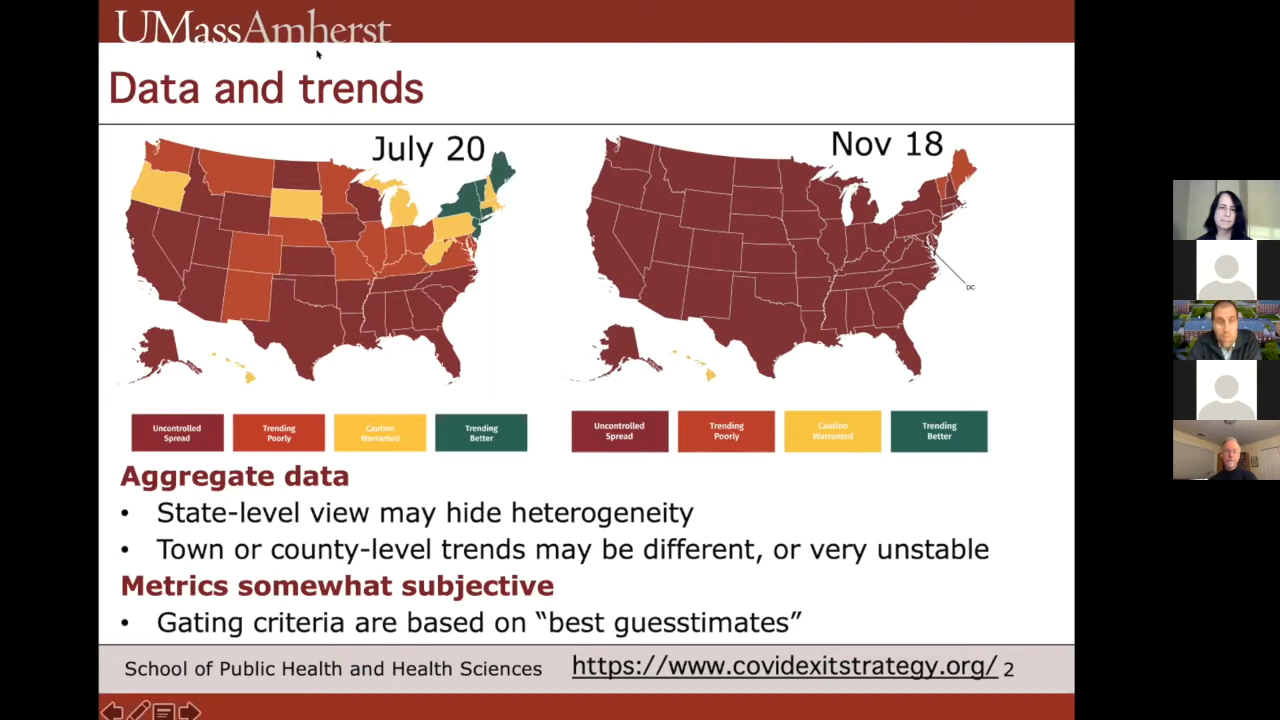 UMassAmherst
Data and trends
July 20
Nov 18
DC
Uncontrolled Spread
Trending Poorly
Caution Warranted
Trending Better
Uncontrolled Spread
Trending Poorly
Caution Warranted
Trending Better
Aggregate data
• State-level view may hide heterogeneity
• Town or county-level trends may be different, or very unstable
Metrics somewhat subjective
• Gating criteria are based on “best guesstimates”
School of Public Health and Health Sciences
https://www.covidexitstrategy.org/ 2